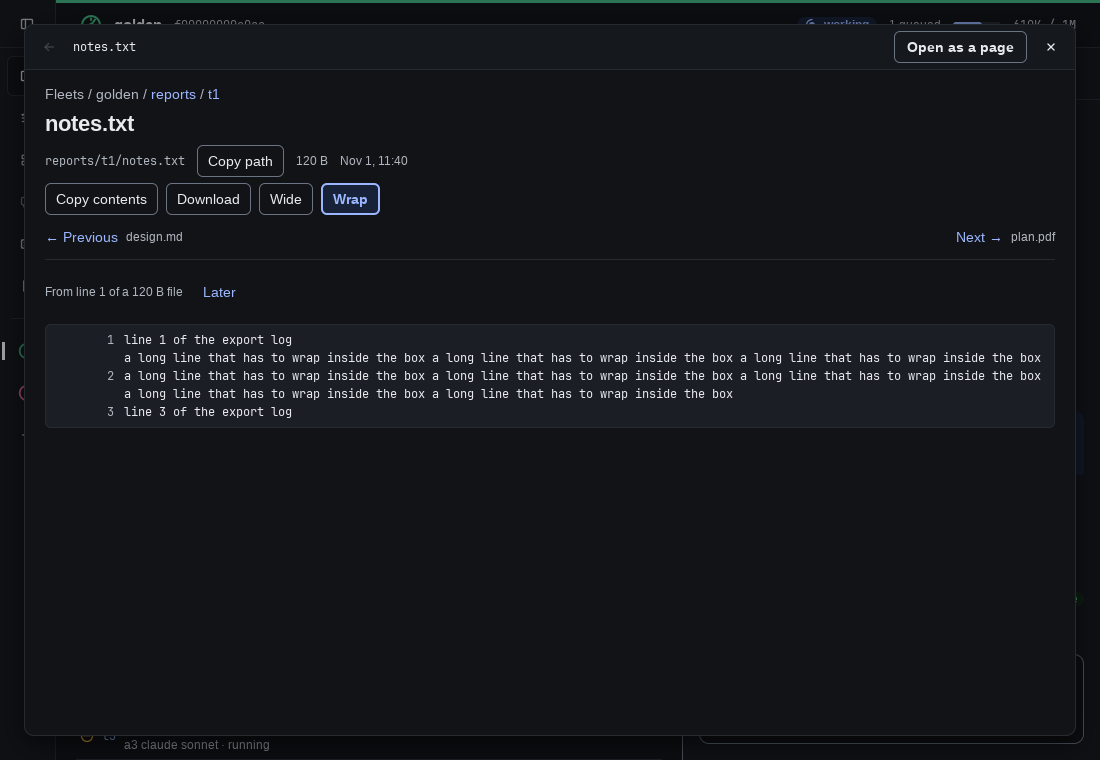 golden
working 1 queued
notes.txt
Open as a page
Fleets / golden / reports / t1
notes.txt
reports/t1/notes.txt Copy path 120 B Nov 1, 11:40
Copy contents Download Wide Wrap
← Previous design.md
Next → plan.pdf
From line 1 of a 120 B file Later
1 line 1 of the export log
a long line that has to wrap inside the box a long line that has to wrap inside the box a long line that has to wrap inside the box
2 a long line that has to wrap inside the box a long line that has to wrap inside the box a long line that has to wrap inside the box
a long line that has to wrap inside the box a long line that has to wrap inside the box
3 line 3 of the export log
a3 claude sonnet · running